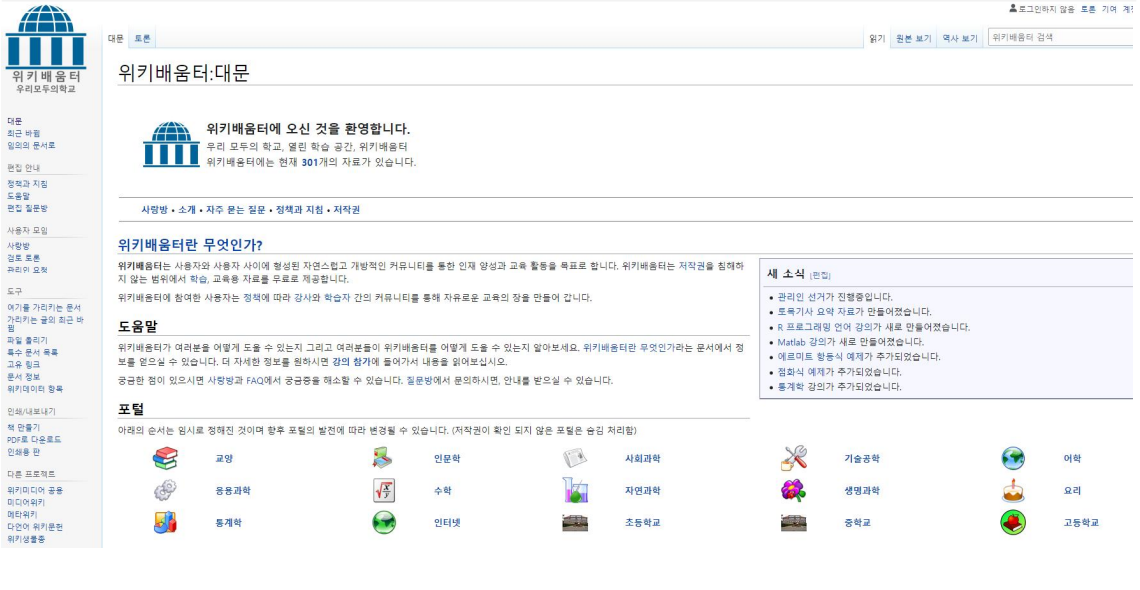 로그인하지 않음 토론 기여 계정
대문 토론
읽기 원본 보기 역사 보기 위키배움터 검색
위키배움터
우리모두의학교
대문
최근 바뀜
임의의 문서로
편집 안내
정책과 지침
도움말
편집 질문방
사용자 모임
사랑방
검토 토론
관리인 요청
도구
여기를 가리키는 문서
가리키는 글의 최근 바
뀜
파일 올리기
특수 문서 목록
고유 링크
문서 정보
위키데이터 항목
인쇄/내보내기
책 만들기
PDF로 다운로드
인쇄용 판
다른 프로젝트
위키미디어 공용
미디어위키
메타위키
다언어 위키문헌
위키생물종
위키배움터:대문
위키배움터에 오신 것을 환영합니다.
우리 모두의 학교, 열린 학습 공간, 위키배움터
위키배움터에는 현재 301개의 자료가 있습니다.
사랑방 • 소개 • 자주 묻는 질문 • 정책과 지침 • 저작권
위키배움터란 무엇인가?
위키배움터는 사용자와 사용자 사이에 형성된 자연스럽고 개방적인 커뮤니티를 통한 인재 양성과 교육 활동을 목표로 합니다. 위키배움터는 저작권을 침해하
지 않는 범위에서 학습, 교육용 자료를 무료로 제공합니다.
위키배움터에 참여한 사용자는 정책에 따라 강사와 학습자 간의 커뮤니티를 통해 자유로운 교육의 장을 만들어 갑니다.
도움말
위키배움터가 여러분을 어떻게 도울 수 있는지 그리고 여러분들이 위키배움터를 어떻게 도울 수 있는지 알아보세요. 위키배움터란 무엇인가라는 문서에서 정
보를 얻으실 수 있습니다. 더 자세한 정보를 원하시면 강의 참가에 들어가서 내용을 읽어보십시오.
궁금한 점이 있으시면 사랑방과 FAQ에서 궁금증을 해소할 수 있습니다. 질문방에서 문의하시면, 안내를 받으실 수 있습니다.
새 소식 [편집]
• 관리인 선거가 진행중입니다.
• 토목기사 요약 자료가 만들어졌습니다.
• R 프로그래밍 언어 강의가 새로 만들어졌습니다.
• Matlab 강의가 새로 만들어졌습니다.
• 에르미트 항등식 예제가 추가되었습니다.
• 점화식 예제가 추가되었습니다.
• 통계학 강의가 추가되었습니다.
포털
아래의 순서는 임시로 정해진 것이며 향후 포털의 발전에 따라 변경될 수 있습니다. (저작권이 확인 되지 않은 포털은 숨김 처리함)
교양 인문학 사회과학 기술공학 어학
응용과학 수학 자연과학 생명과학 요리
통계학 인터넷 초등학교 중학교 고등학교